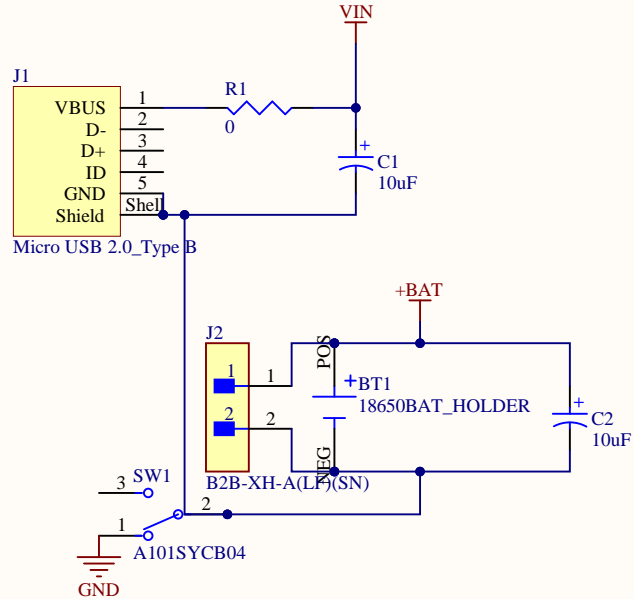 VIN
J1
VBUS 1
D- 2
D+ 3
ID 4
GND 5
Shield Shell
Micro USB 2.0_Type B
R1
0
+
C1
10uF
+BAT
J2
1 1
2 2
B2B-XH-A(LF)(SN)
POS
+
BT1
18650BAT_HOLDER
NEG
+
C2
10uF
3 SW1
2
1
A101SYCB04
GND